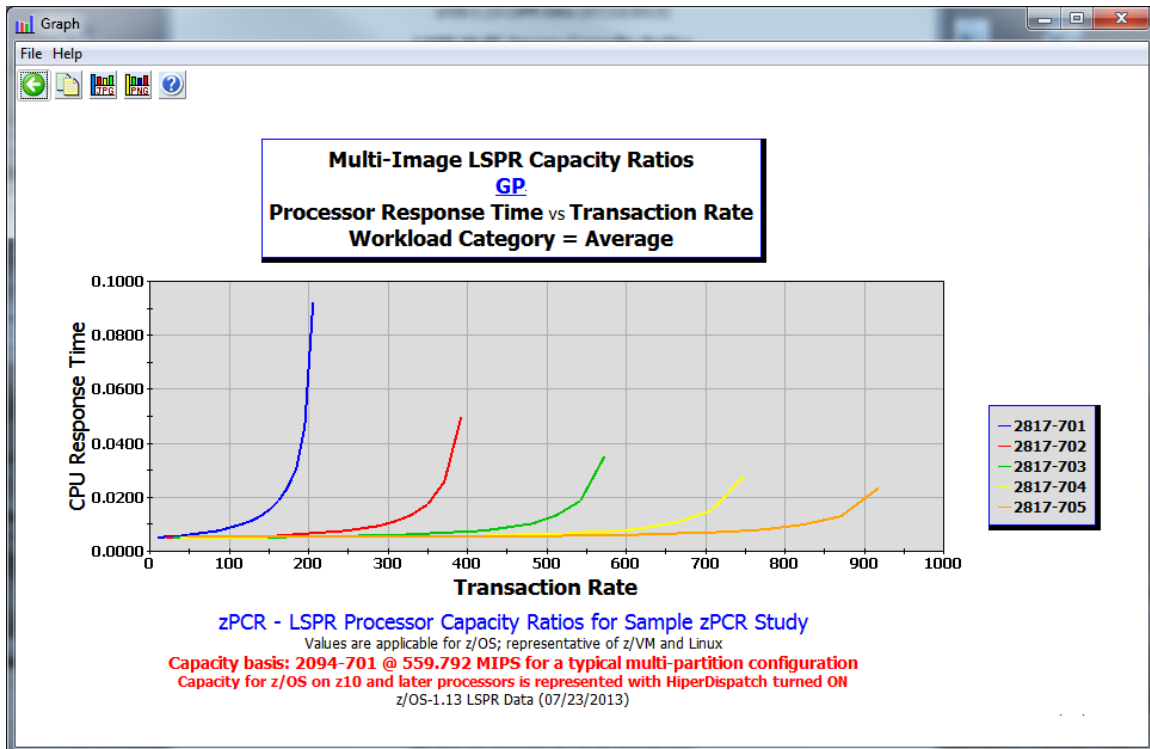 Graph
File Help
JPG
PNG
Multi-Image LSPR Capacity Ratios
GP
Processor Response Time vs Transaction Rate
Workload Category = Average
CPU Response Time
0.1000
0.0800
0.0600
0.0400
0.0200
0.0000
0 100 200 300 400 500 600 700 800 900 1000
Transaction Rate
2817-701
2817-702
2817-703
2817-704
2817-705
zPCR - LSPR Processor Capacity Ratios for Sample zPCR Study
Values are applicable for z/OS; representative of z/VM and Linux
Capacity basis: 2094-701 @ 559.792 MIPS for a typical multi-partition configuration
Capacity for z/OS on z10 and later processors is represented with HiperDispatch turned ON
z/OS-1.13 LSPR Data (07/23/2013)